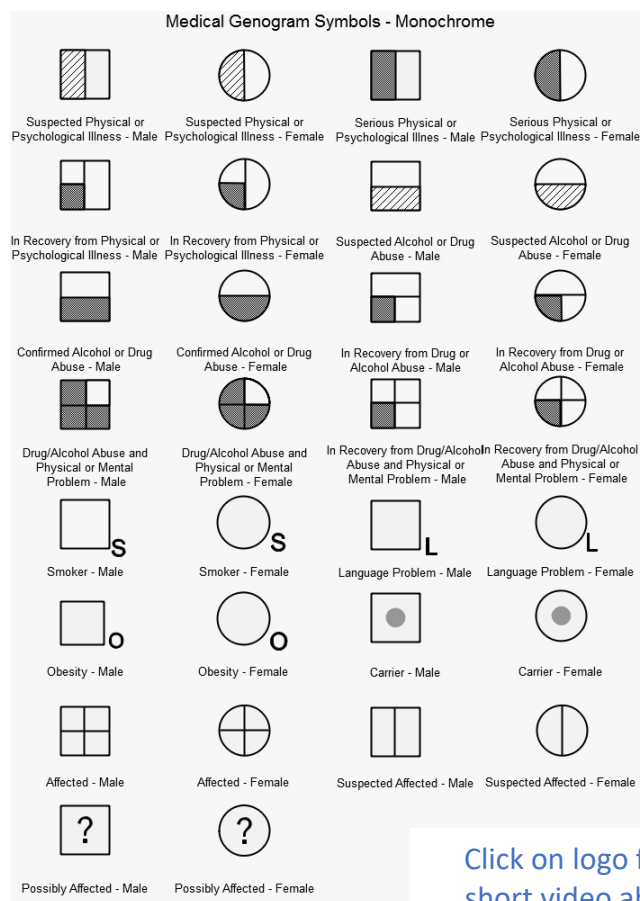 Medical Genogram Symbols - Monochrome
Suspected Physical or
Psychological Illness - Male
Suspected Physical or
Psychological Illness - Female
Serious Physical or
Psychological Illnes - Male
Serious Physical or
Psychological Illness - Female
In Recovery from Physical or
Psychological Illness - Male
In Recovery from Physical or
Psychological Illness - Female
Suspected Alcohol or Drug
Abuse - Male
Suspected Alcohol or Drug
Abuse - Female
Confirmed Alcohol or Drug
Abuse - Male
Confirmed Alcohol or Drug
Abuse - Female
In Recovery from Drug or
Alcohol Abuse - Male
In Recovery from Drug or
Alcohol Abuse - Female
Drug/Alcohol Abuse and
Physical or Mental
Problem - Male
Drug/Alcohol Abuse and
Physical or Mental
Problem - Female
In Recovery from Drug/Alcohol
Abuse and Physical or
Mental Problem - Male
In Recovery from Drug/Alcohol
Abuse and Physical or
Mental Problem - Female
S
Smoker - Male
S
Smoker - Female
L
Language Problem - Male
L
Language Problem - Female
O
Obesity - Male
O
Obesity - Female
Carrier - Male
Carrier - Female
Affected - Male
Affected - Female
Suspected Affected - Male
Suspected Affected - Female
?
Possibly Affected - Male
?
Possibly Affected - Female
Click on logo
short video